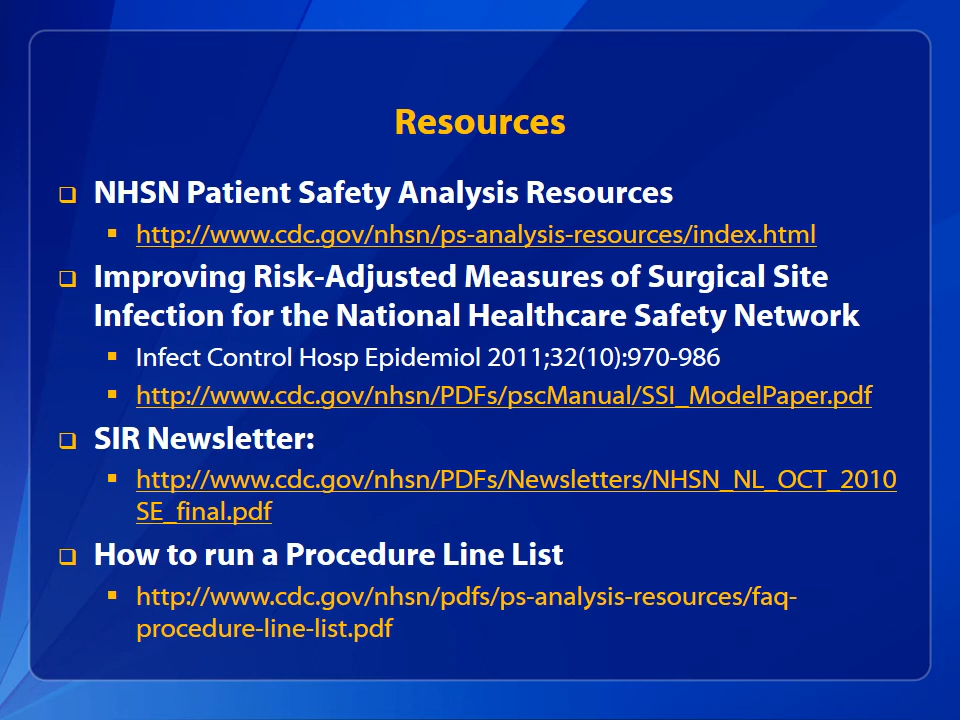 Resources
❑ NHSN Patient Safety Analysis Resources
▪ http://www.cdc.gov/nhsn/ps-analysis-resources/index.html
❑ Improving Risk-Adjusted Measures of Surgical Site
Infection for the National Healthcare Safety Network
▪ Infect Control Hosp Epidemiol 2011;32(10):970-986
▪ http://www.cdc.gov/nhsn/PDFs/pscManual/SSI_ModelPaper.pdf
❑ SIR Newsletter:
▪ http://www.cdc.gov/nhsn/PDFs/Newsletters/NHSN_NL_OCT_2010
SE_final.pdf
❑ How to run a Procedure Line List
▪ http://www.cdc.gov/nhsn/pdfs/ps-analysis-resources/faq-
procedure-line-list.pdf